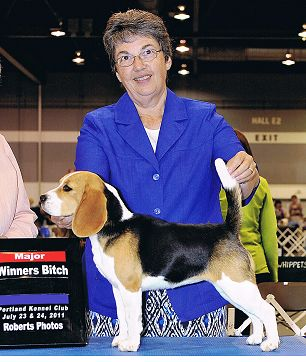 HALL E2
EXIT
WHIPPETS
Major
Winners Bitch
Portland Kennel Club
July 23 & 24, 2011
Roberts Photos